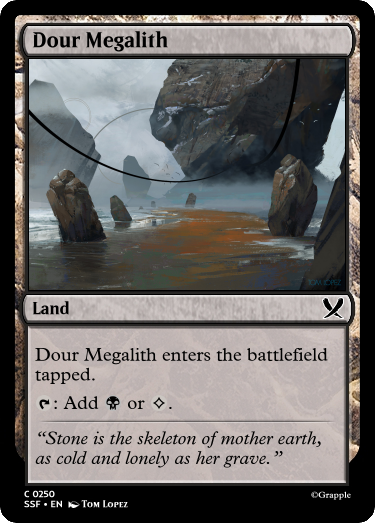 Dour Megalith
Land
Dour Megalith enters the battlefield
tapped.
: Add or .
“Stone is the skeleton of mother earth,
as cold and lonely as her grave.”
C 0250
SSF • EN Tom Lopez
©Grapple